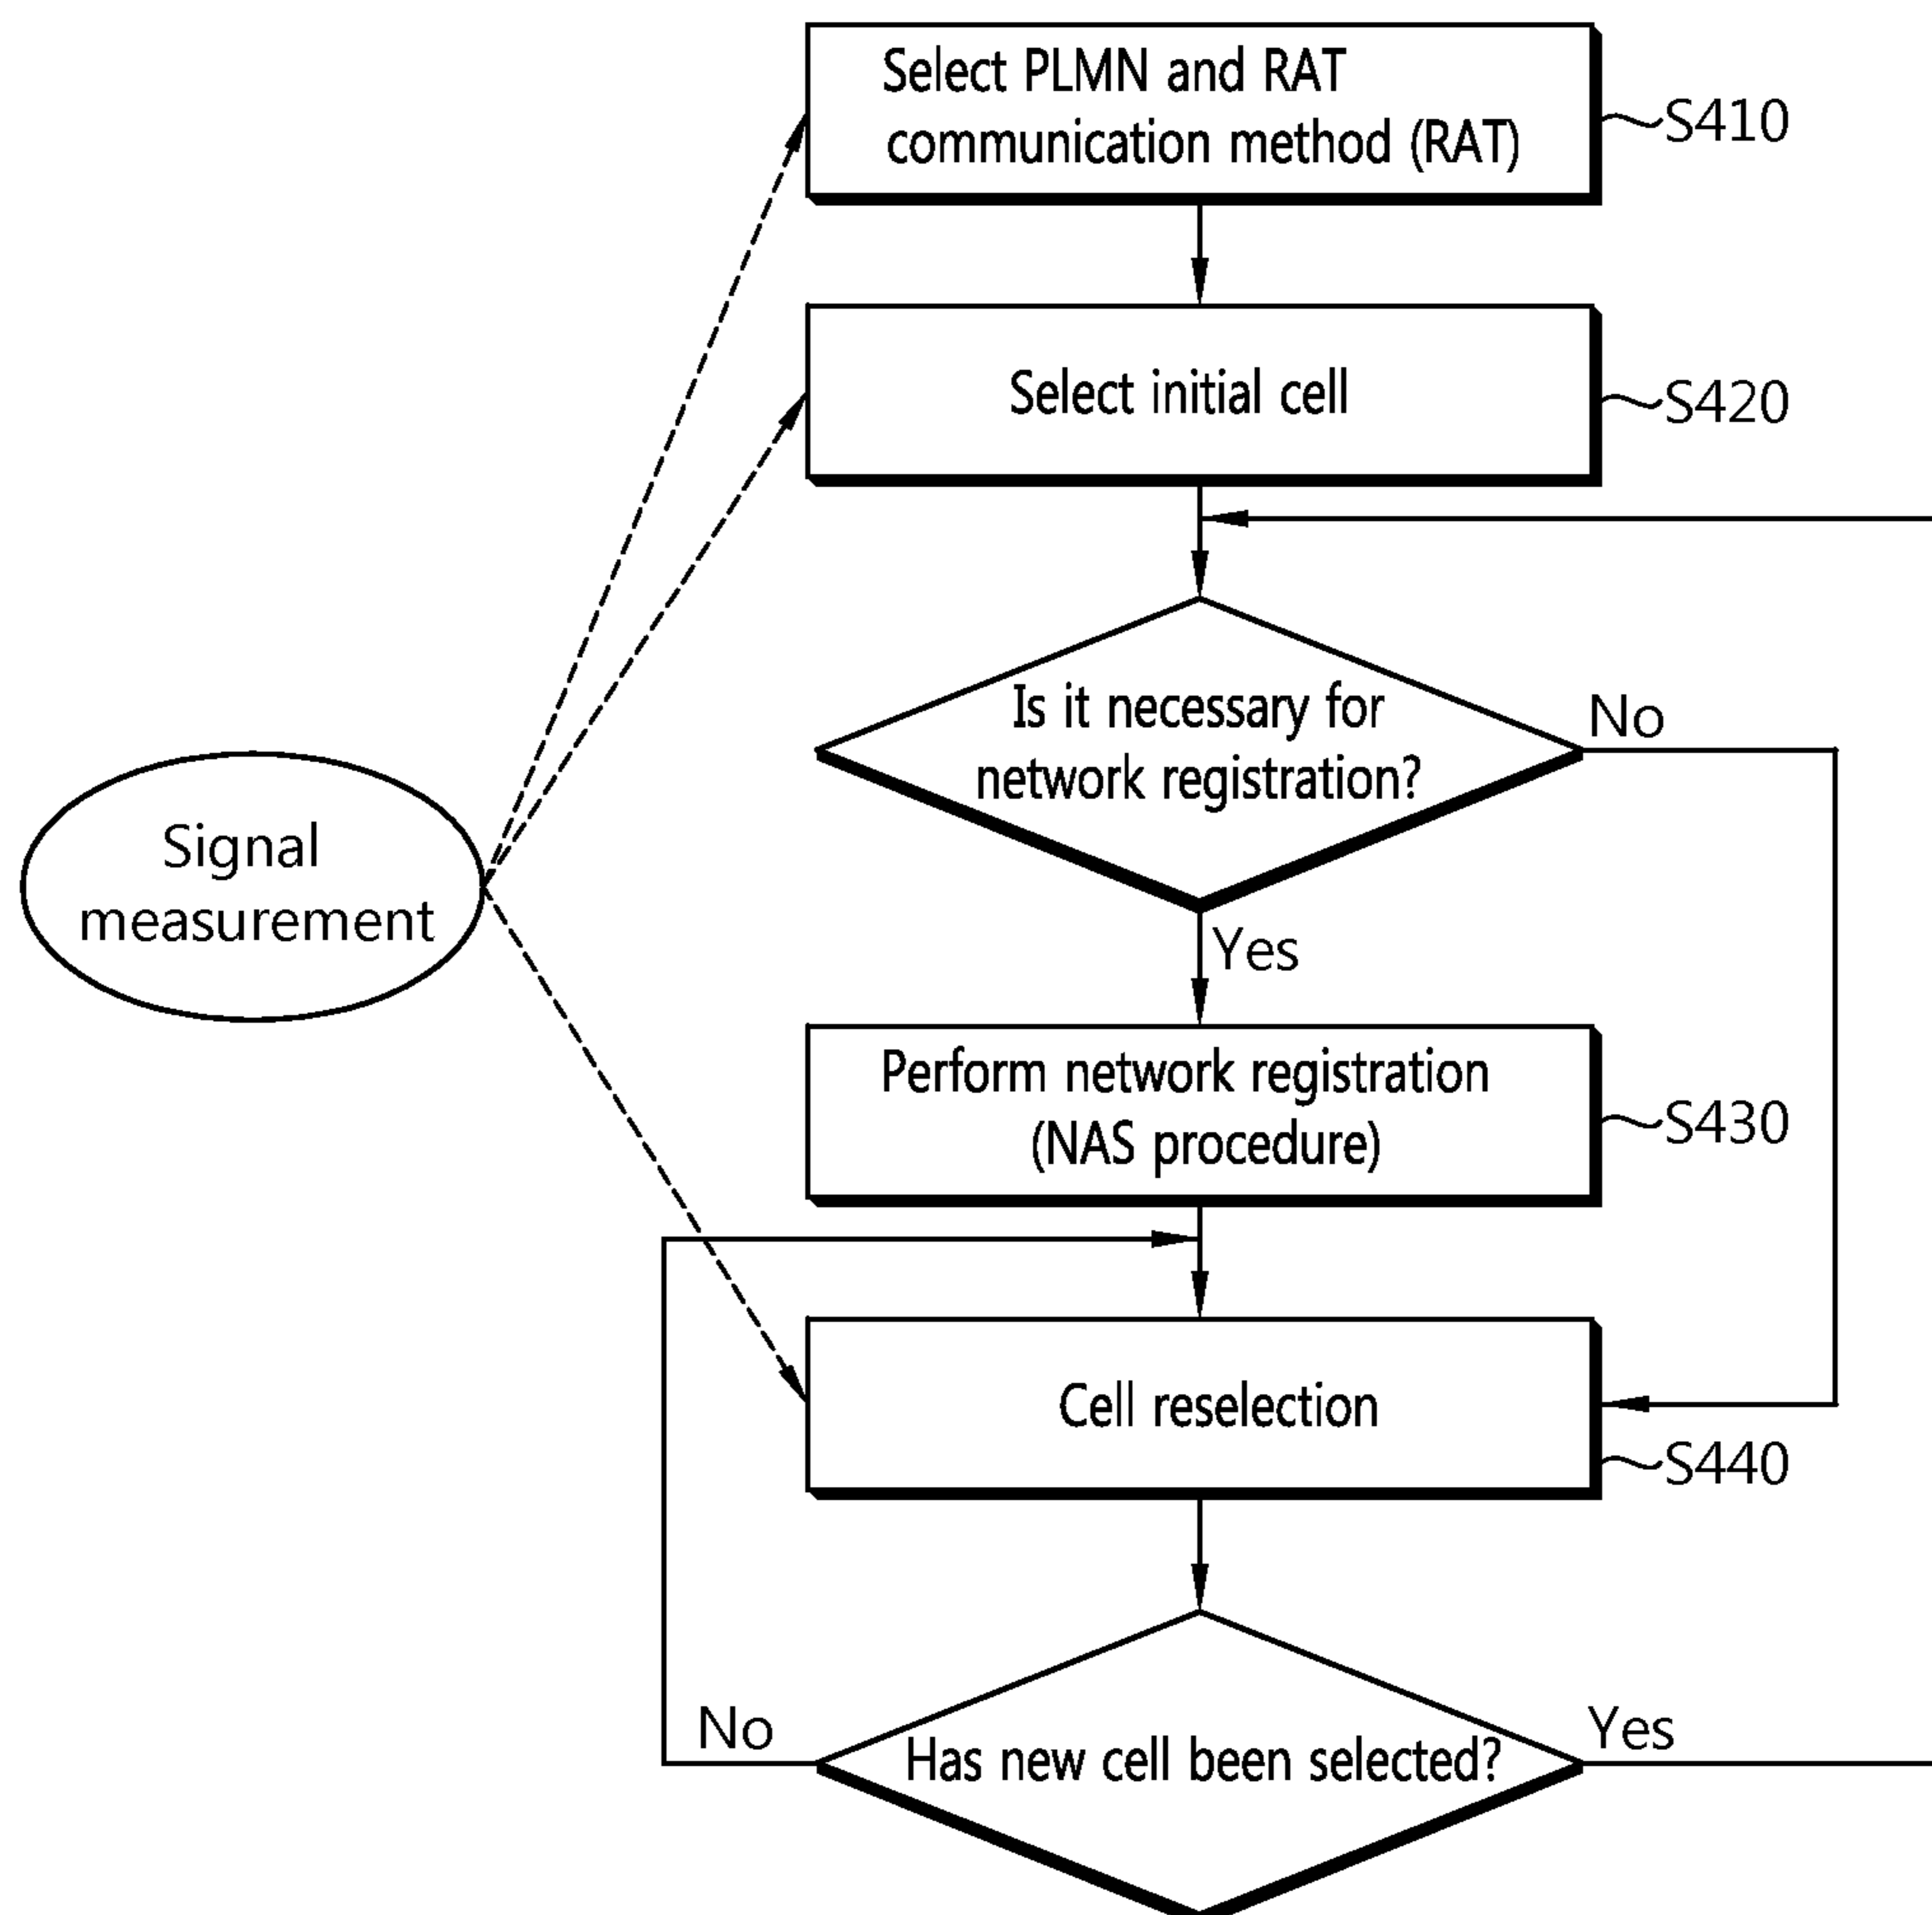 Select PLMN and RAT
communication method (RAT)
S410
Select initial cell
S420
Is it necessary for
network registration?
No
Signal
measurement
Yes
Perform network registration
(NAS procedure)
S430
Cell reselection
S440
No
Has new cell been selected?
Yes